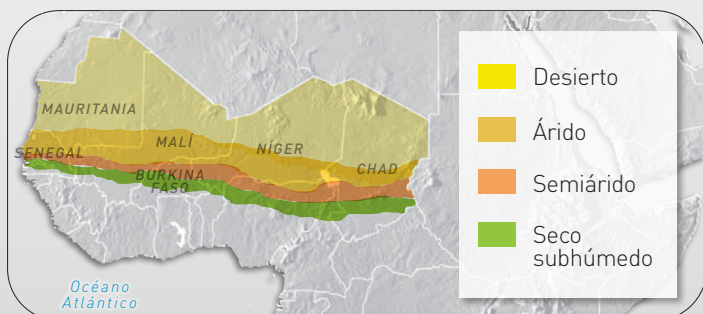 MAURITANIA
MALÍ
NÍGER
SENEGAL
CHAD
BURKINA
FASO
Océano
Atlántico
Desierto
Árido
Semiárido
Seco
subhúmedo